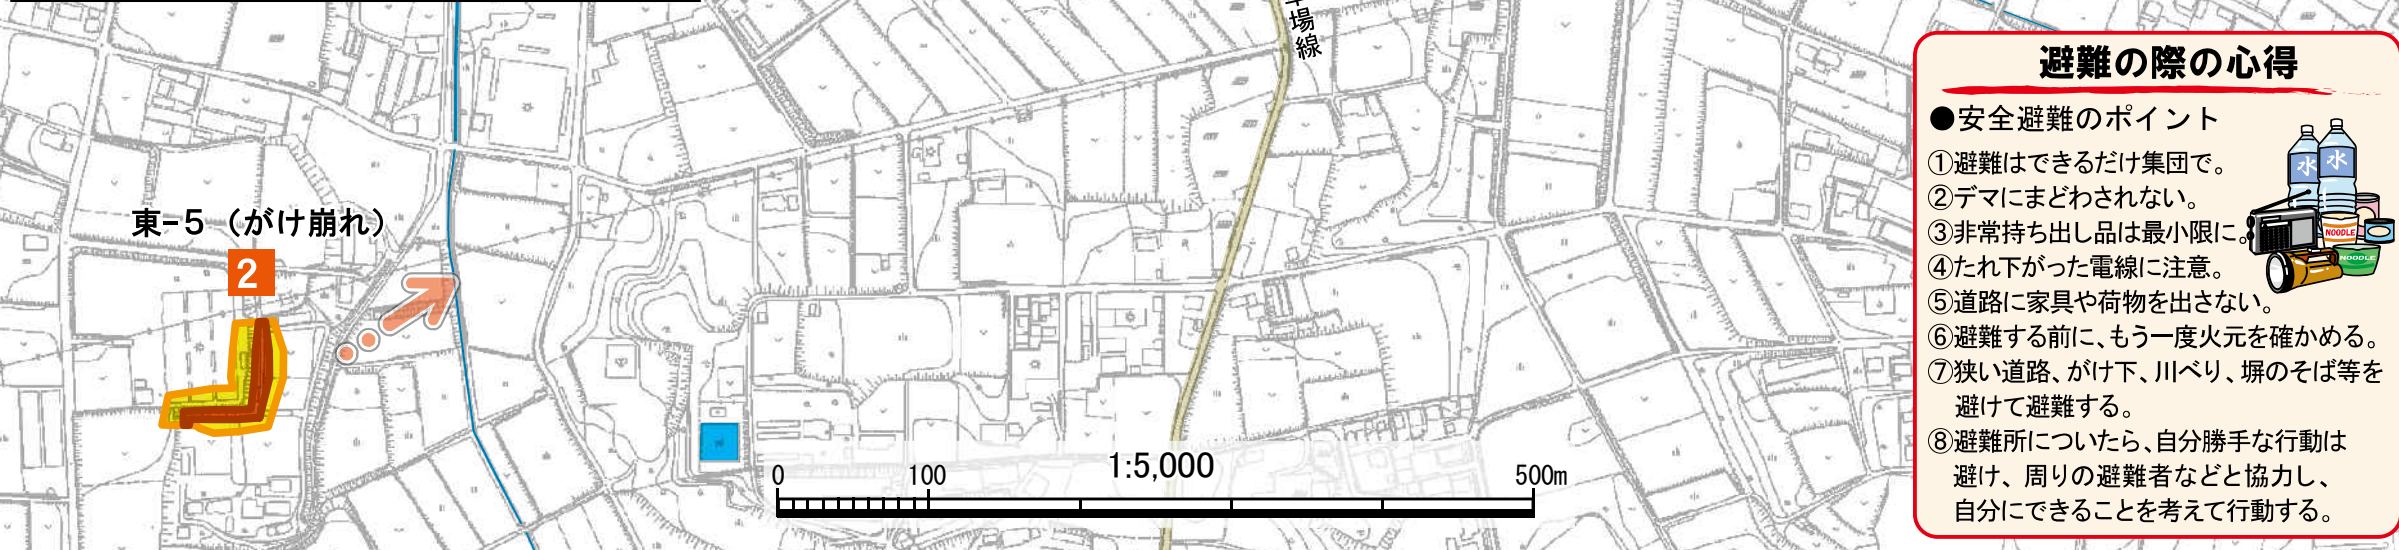 場線
避難の際の心得
●安全避難のポイント
①避難はできるだけ集団で。
②デマにまどわされない。
③非常持ち出し品は最小限に。
④たれ下がった電線に注意。
⑤道路に家具や荷物を出さない。
⑥避難する前に、もう一度火元を確かめる。
⑦狭い道路、がけ下、川べり、塀のそば等を
避けて避難する。
⑧避難所についたら、自分勝手な行動は
避け、周りの避難者などと協力し、
自分にできることを考えて行動する。
水
水
NOODLE
NOODLE
東-5（がけ崩れ）
2
1:5,000
0 100 500m